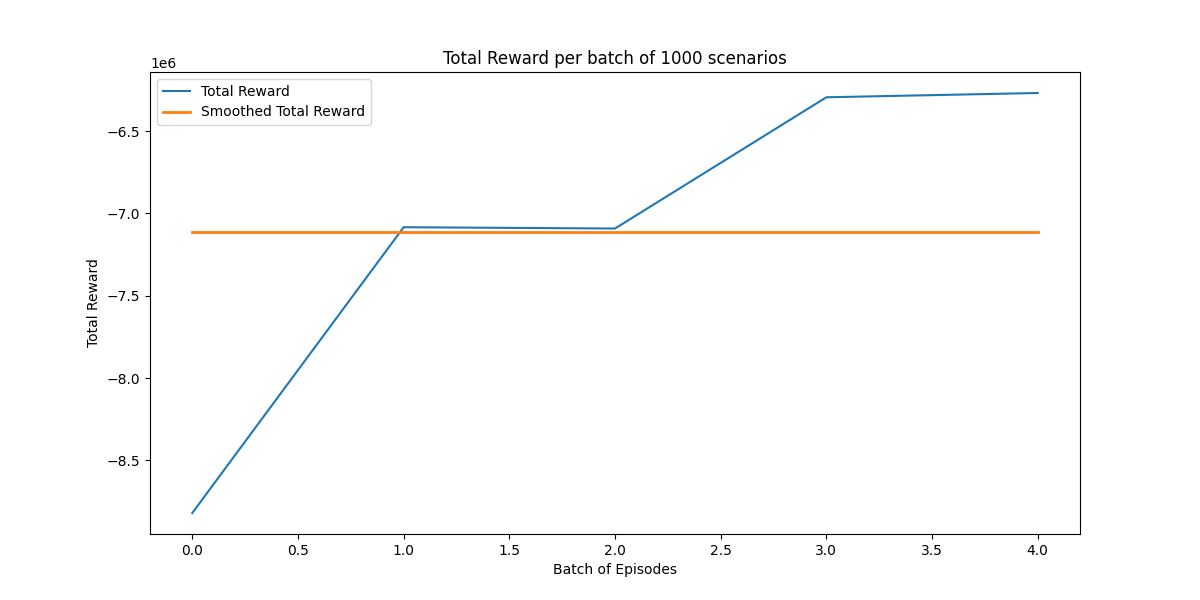 Total Reward per batch of 1000 scenarios
1e6
Total Reward
Smoothed Total Reward
−6.5
−7.0
−7.5
−8.0
−8.5
Total Reward
0.0 0.5 1.0 1.5 2.0 2.5 3.0 3.5 4.0
Batch of Episodes